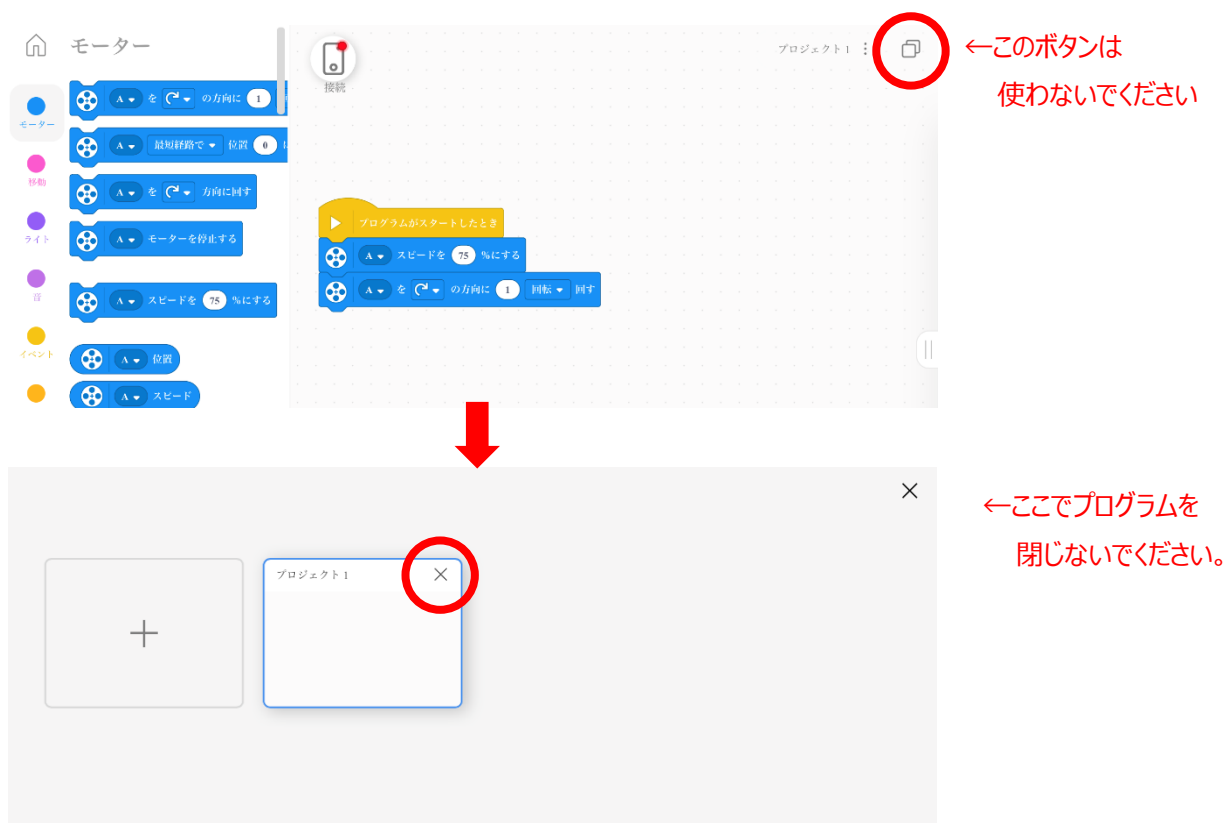 モーター
プロジェクト 1
←このボタンは
使わないでください
接続
A を の方向に 1
A 最短経路で 位置 0
A を 方向に回す
A モーターを停止する
A スピードを 75 %にする
A 位置
A スピード
モーター
移動
ライト
音
イベント
プログラムがスタートしたとき
A スピードを 75 %にする
A を の方向に 1 回転 回す
←ここでプログラムを
閉じないでください。
プロジェクト 1